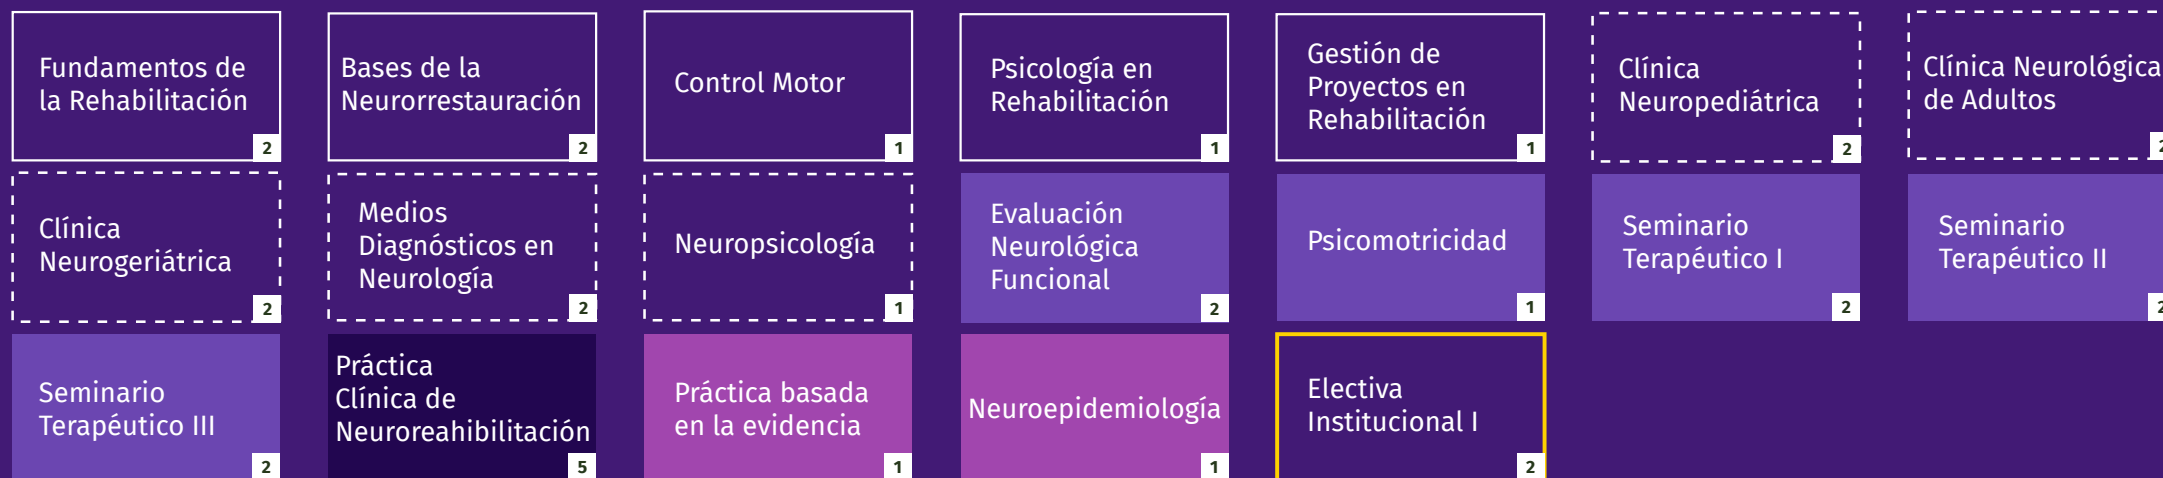 Fundamentos de
la Rehabilitación
2
Bases de la
Neurorrestauración
2
Control Motor
1
Psicología en
Rehabilitación
1
Gestión de
Proyectos en
Rehabilitación
1
Clínica
Neuropediátrica
2
Clínica Neurológica
de Adultos
2
Clínica
Neurogeriátrica
2
Medios
Diagnósticos en
Neurología
2
Neuropsicología
1
Evaluación
Neurológica
Funcional
2
Psicomotricidad
1
Seminario
Terapéutico I
2
Seminario
Terapéutico II
2
Seminario
Terapéutico III
2
Práctica
Clínica de
Neuroreahibilitación
5
Práctica basada
en la evidencia
1
Neuroepidemiología
1
Electiva
Institucional I
2